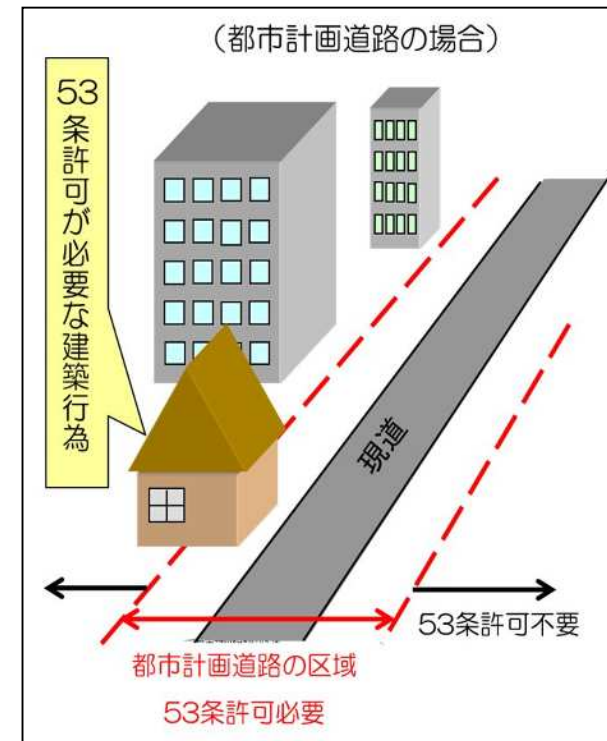 （都市計画道路の場合）
53条許可が必要な建築行為
現道
53条許可不要
都市計画道路の区域
53条許可必要